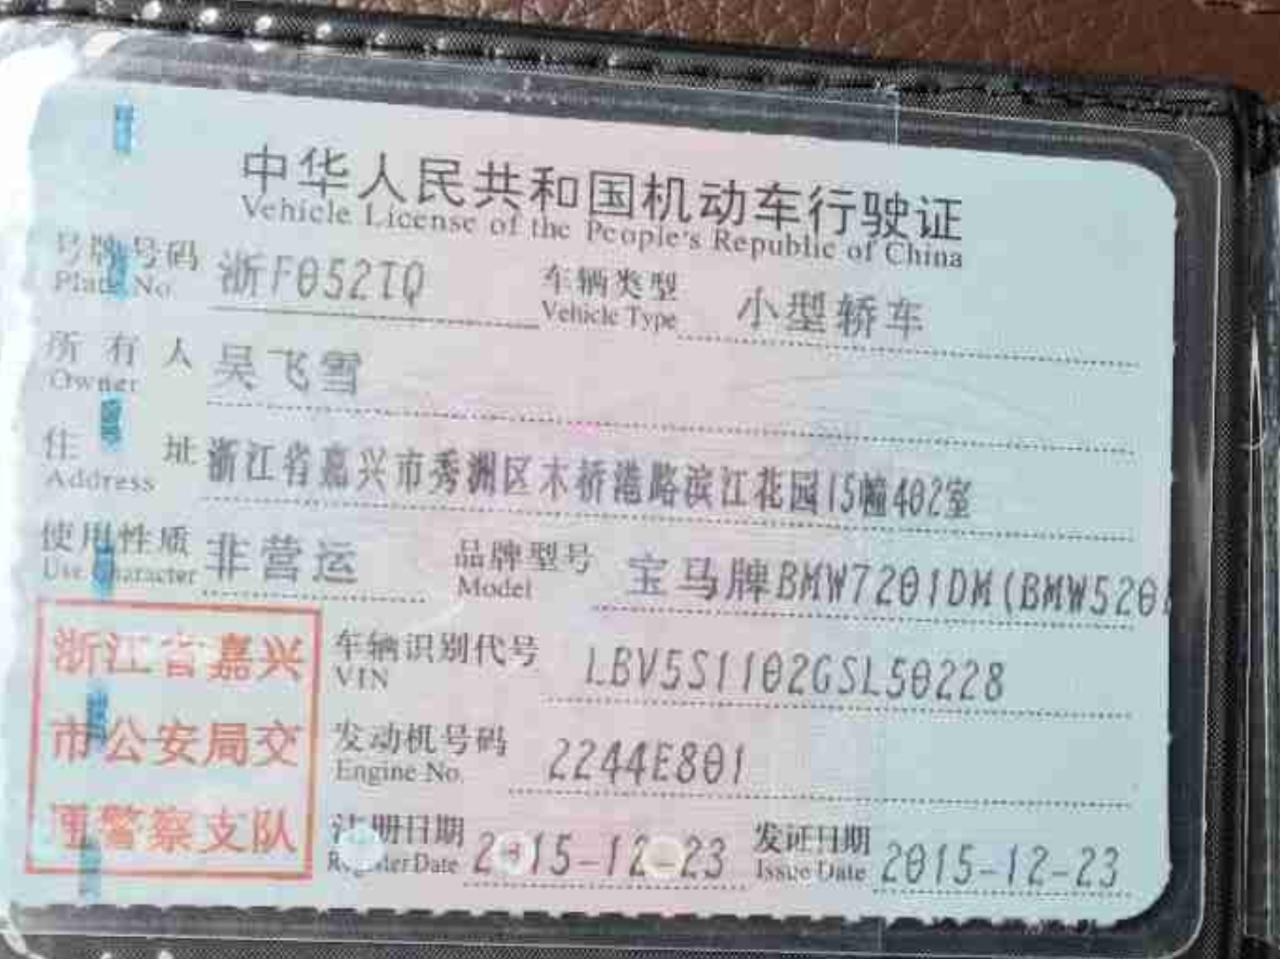 中华人民共和国机动车行驶证
Vehicle License of the People's Republic of China
号牌号码 浙F052TQ 车辆类型 小型轿车
Plate No. Vehicle Type
所有人 吴飞雪
Owner
住址 浙江省嘉兴市秀洲区木桥港路滨江花园15幢402室
Address
使用性质 非营运 品牌型号 宝马牌BMW7201DM(BMW520
Use Character Model
浙江省嘉兴
市公安局交
通警察支队
车辆识别代号 LBV5S1102GSL50228
VIN
发动机号码 2244E801
Engine No.
注册日期 2015-12-23 发证日期 2015-12-23
Register Date Issue Date